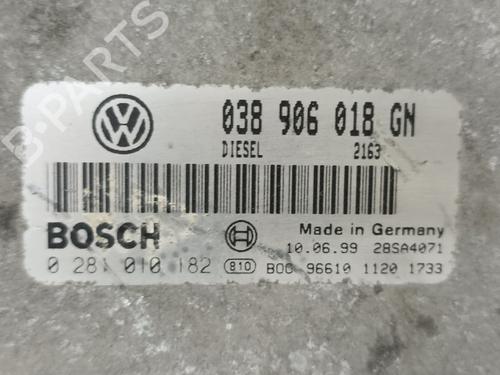 B-PARTS
038 906 018 GN
DIESEL 2163
BOSCH
Made in Germany
10.06.99 28SA4071
0 281 010 182 810 BOC 96610 1120 1733